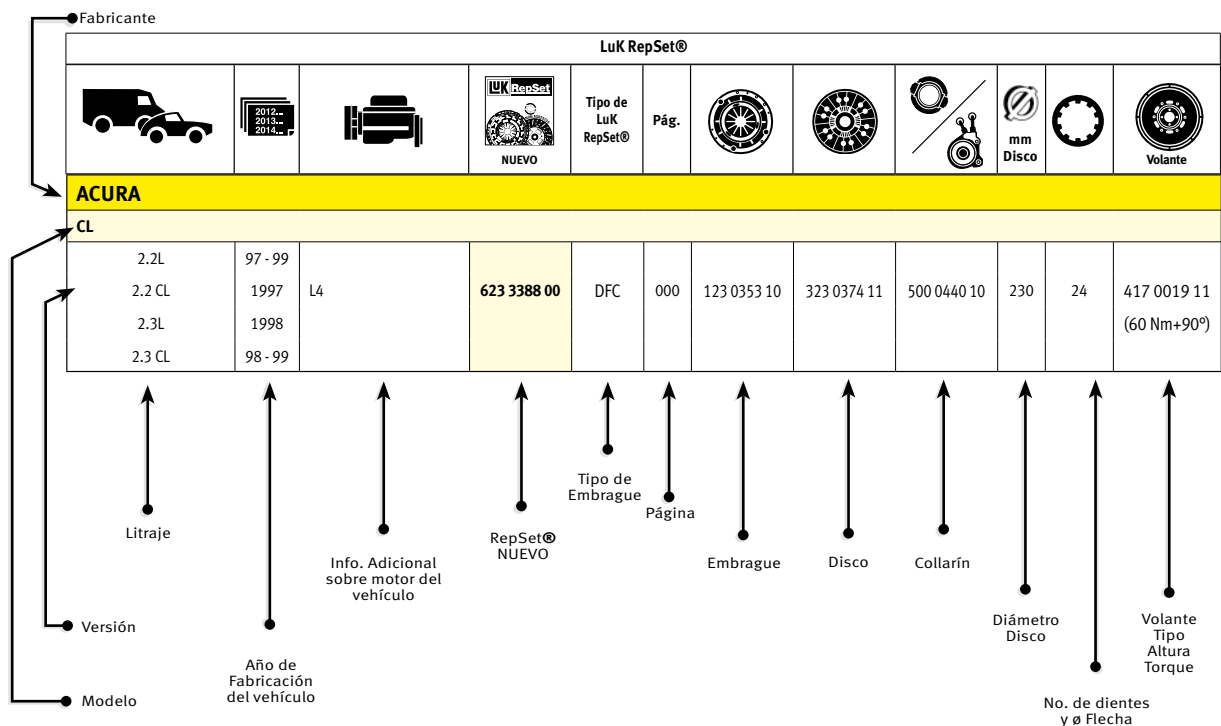 Fabricante
LuK RepSet®
2012...
2013...
2014...
LUK RepSet
NUEVO
Tipo de
LuK
RepSet®
Pág.
mm
Disco
Volante
ACURA
CL
2.2L 97 - 99
2.2 CL 1997 L4 623 3388 00 DFC 000 123 0353 10 323 0374 11 500 0440 10 230 24 417 0019 11
2.3L 1998 (60 Nm+90º)
2.3 CL 98 - 99
Litraje
Info. Adicional
sobre motor del
vehículo
RepSet®
NUEVO
Tipo de
Embrague
Página
Embrague
Disco
Collarín
Diámetro
Disco
Volante
Tipo
Altura
Torque
Versión
Año de
Fabricación
del vehículo
Modelo
No. de dientes
y ø Flecha